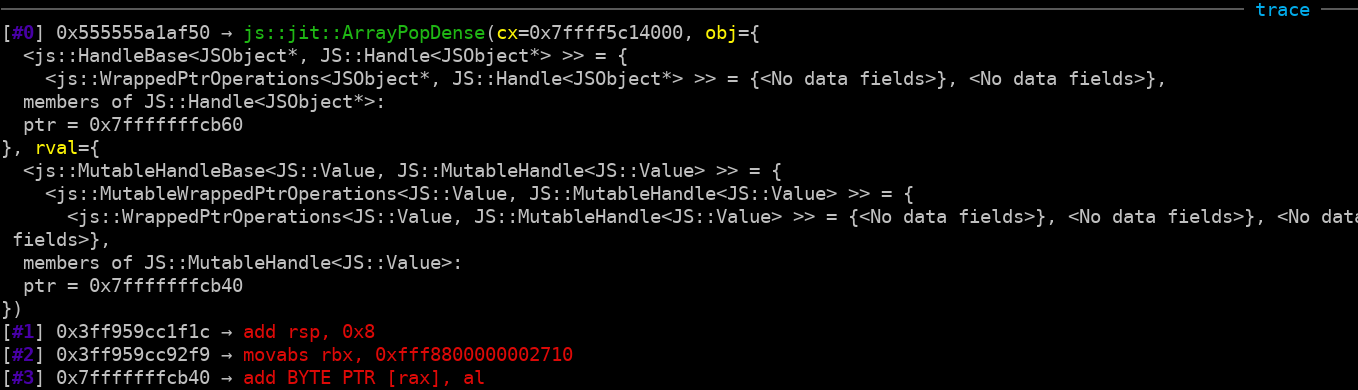 trace
[#0] 0x555555a1af50 → js::jit::ArrayPopDense(cx=0x7ffff5c14000, obj={
  <js::HandleBase<JSObject*, JS::Handle<JSObject*> >> = {
    <js::WrappedPtrOperations<JSObject*, JS::Handle<JSObject*> >> = {<No data fields>}, <No data fields>},
  members of JS::Handle<JSObject*>:
  ptr = 0x7fffffffcb60
}, rval={
  <js::MutableHandleBase<JS::Value, JS::MutableHandle<JS::Value> >> = {
    <js::MutableWrappedPtrOperations<JS::Value, JS::MutableHandle<JS::Value> >> = {
      <js::WrappedPtrOperations<JS::Value, JS::MutableHandle<JS::Value> >> = {<No data fields>}, <No data fields>}, <No data
 fields>},
  members of JS::MutableHandle<JS::Value>:
  ptr = 0x7fffffffcb40
})
[#1] 0x3ff959cc1f1c → add rsp, 0x8
[#2] 0x3ff959cc92f9 → movabs rbx, 0xfff8800000002710
[#3] 0x7fffffffcb40 → add BYTE PTR [rax], al